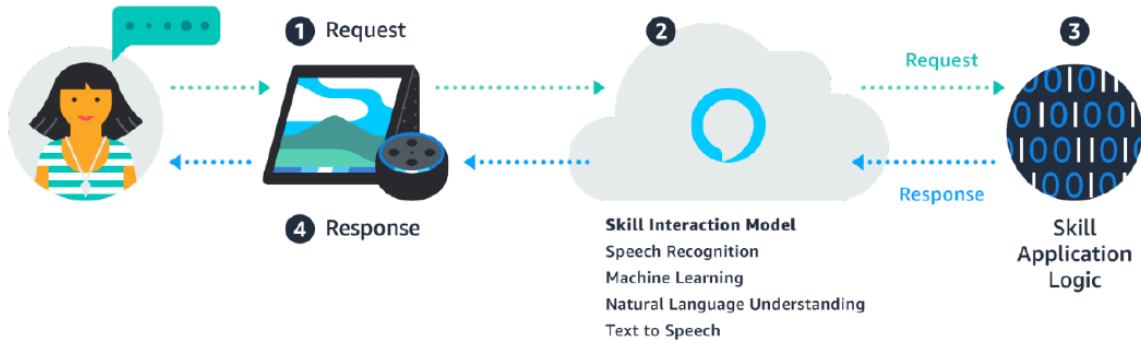 1 Request
2
3
Request
Response
4 Response
Skill Interaction Model
Speech Recognition
Machine Learning
Natural Language Understanding
Text to Speech
Skill
Application
Logic